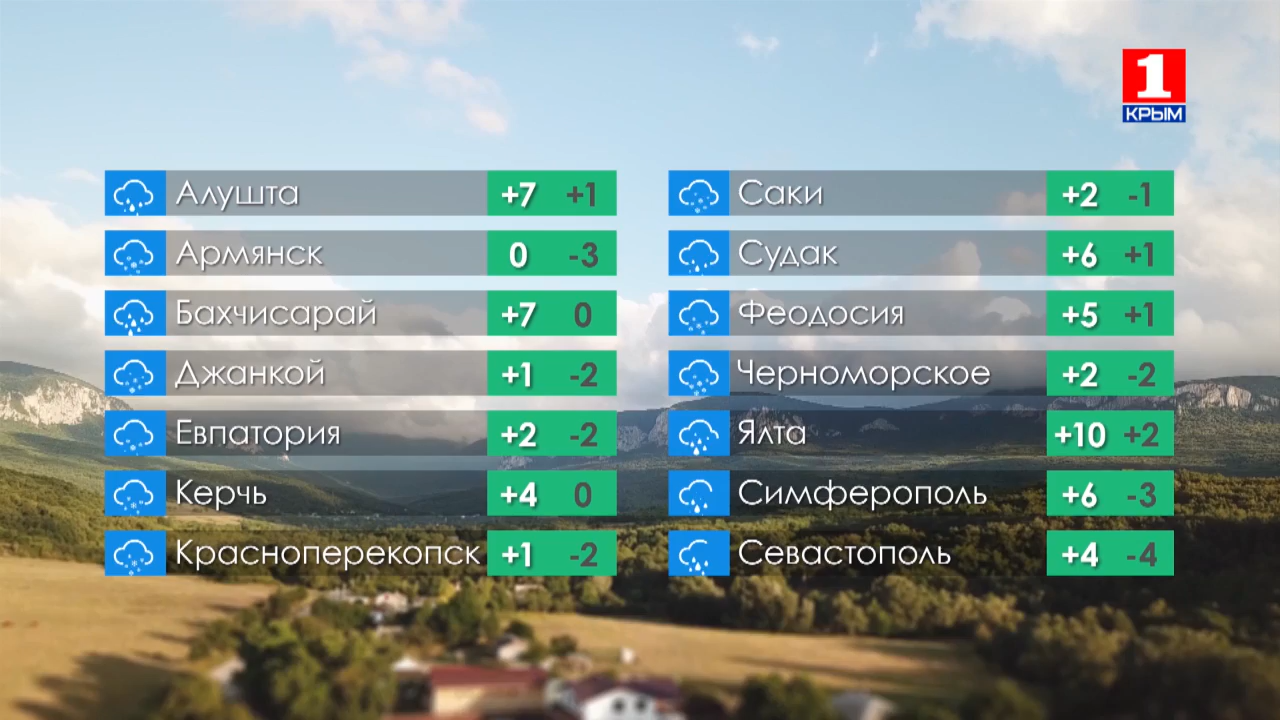 1
КРЫМ
Алушта +7 +1
Армянск 0 -3
Бахчисарай +7 0
Джанкой +1 -2
Евпатория +2 -2
Керчь +4 0
Красноперекопск +1 -2
Саки +2 -1
Судак +6 +1
Феодосия +5 +1
Черноморское +2 -2
Ялта +10 +2
Симферополь +6 -3
Севастополь +4 -4